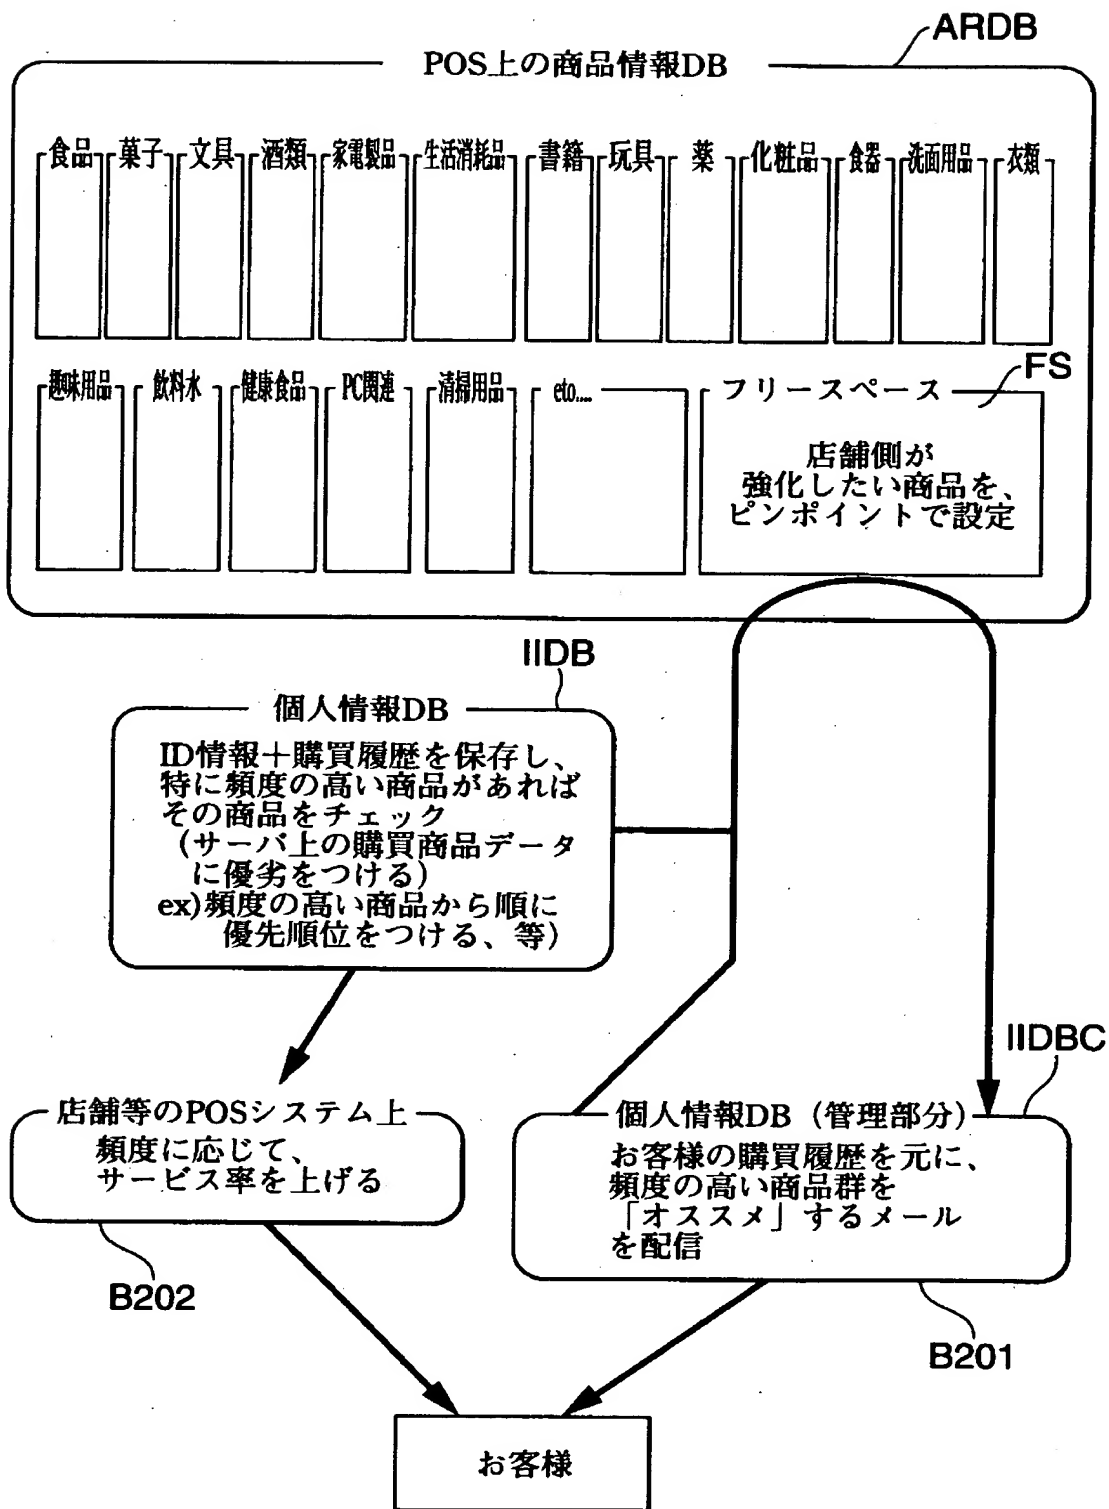 ARDB
POS上の商品情報DB
食品 菓子 文具 酒類 家電製品 生活消耗品 書籍 玩具 薬 化粧品 食器 洗面用品 衣類
FS
趣味用品 飲料水 健康食品 PC関連 清掃用品 etc.... フリースペース
店舗側が
強化したい商品を、
ピンポイントで設定
IIDB
個人情報DB
ID情報+購買履歴を保存し、
特に頻度の高い商品があれば
その商品をチェック
(サーバ上の購買商品データ
に優劣をつける)
ex)頻度の高い商品から順に
優先順位をつける、等)
IIDBC
店舗等のPOSシステム上
頻度に応じて、
サービス率を上げる
B202
個人情報DB(管理部分)
お客様の購買履歴を元に、
頻度の高い商品群を
「オススメ」するメール
を配信
B201
お客様